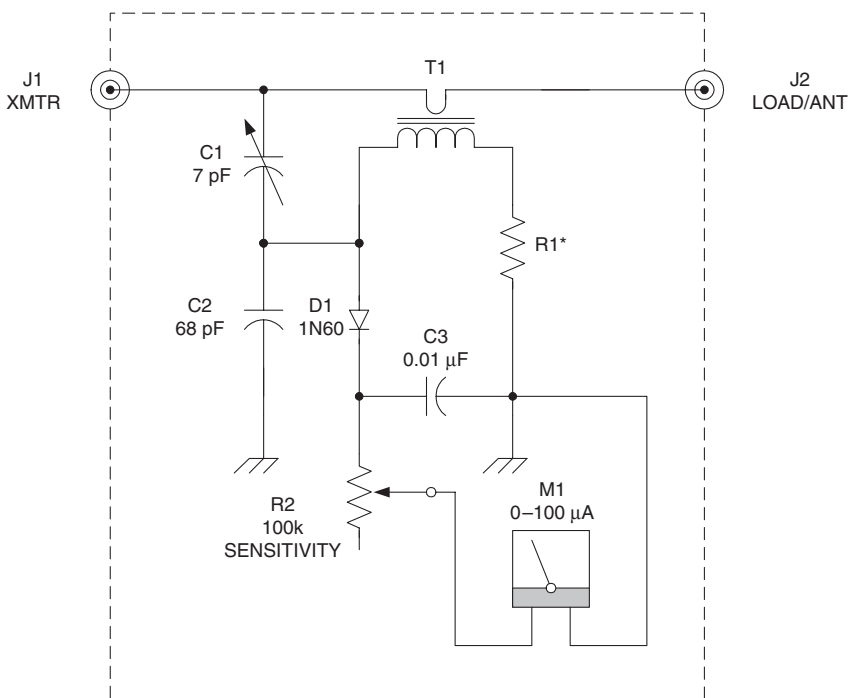 T1
J1
XMTR
J2
LOAD/ANT
C1
7 pF
R1*
C2
68 pF
D1
1N60
C3
0.01 μF
R2
100k
SENSITIVITY
M1
0–100 μA